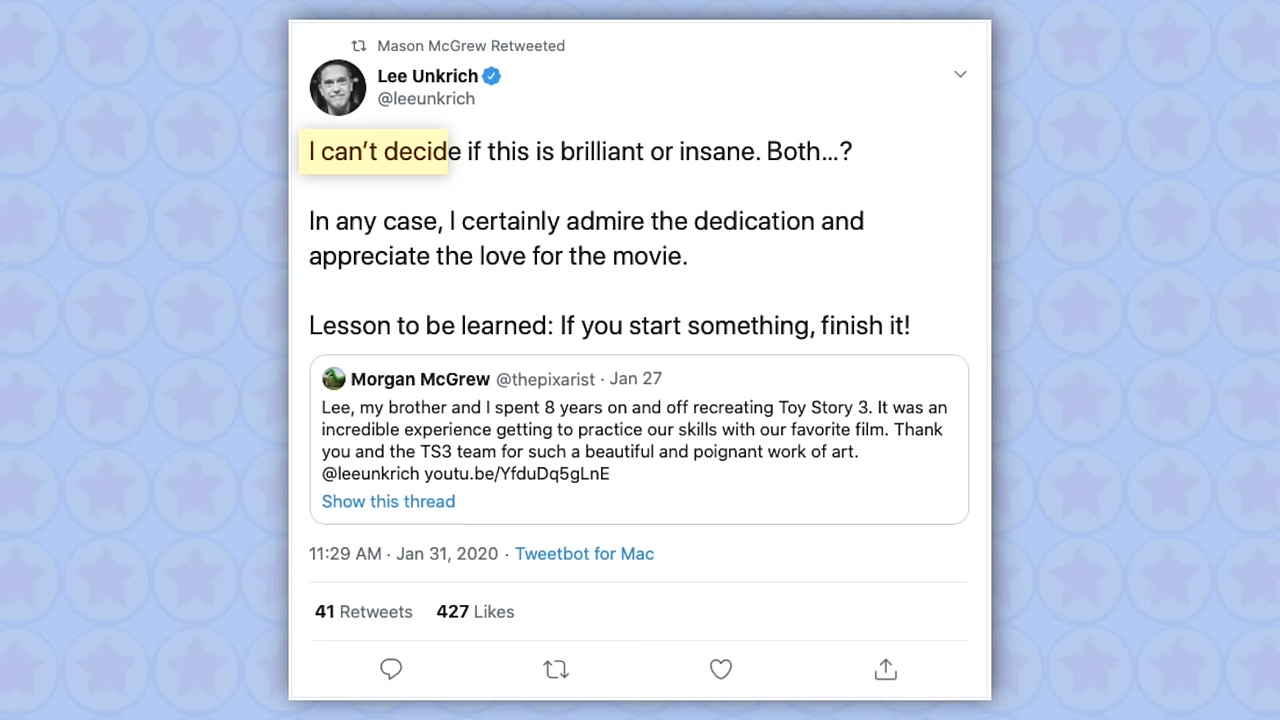 Mason McGrew Retweeted
Lee Unkrich
@leeunkrich
I can’t decide if this is brilliant or insane. Both...?
In any case, I certainly admire the dedication and
appreciate the love for the movie.
Lesson to be learned: If you start something, finish it!
Morgan McGrew @thepixarist · Jan 27
Lee, my brother and I spent 8 years on and off recreating Toy Story 3. It was an
incredible experience getting to practice our skills with our favorite film. Thank
you and the TS3 team for such a beautiful and poignant work of art.
@leeunkrich youtu.be/YfduDq5gLnE
Show this thread
11:29 AM · Jan 31, 2020 · Tweetbot for Mac
41 Retweets 427 Likes